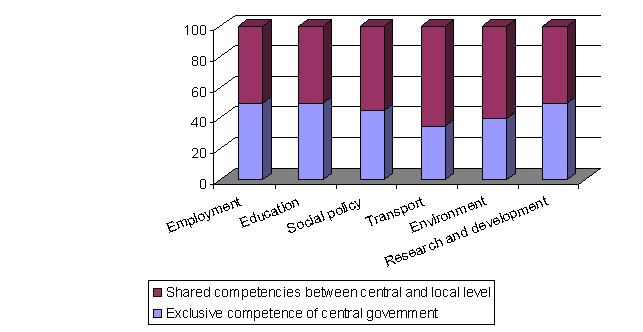 100
80
60
40
20
0
Employment
Education
Social policy
Transport
Environment
Research and development
Shared competencies between central and local level
Exclusive competence of central government